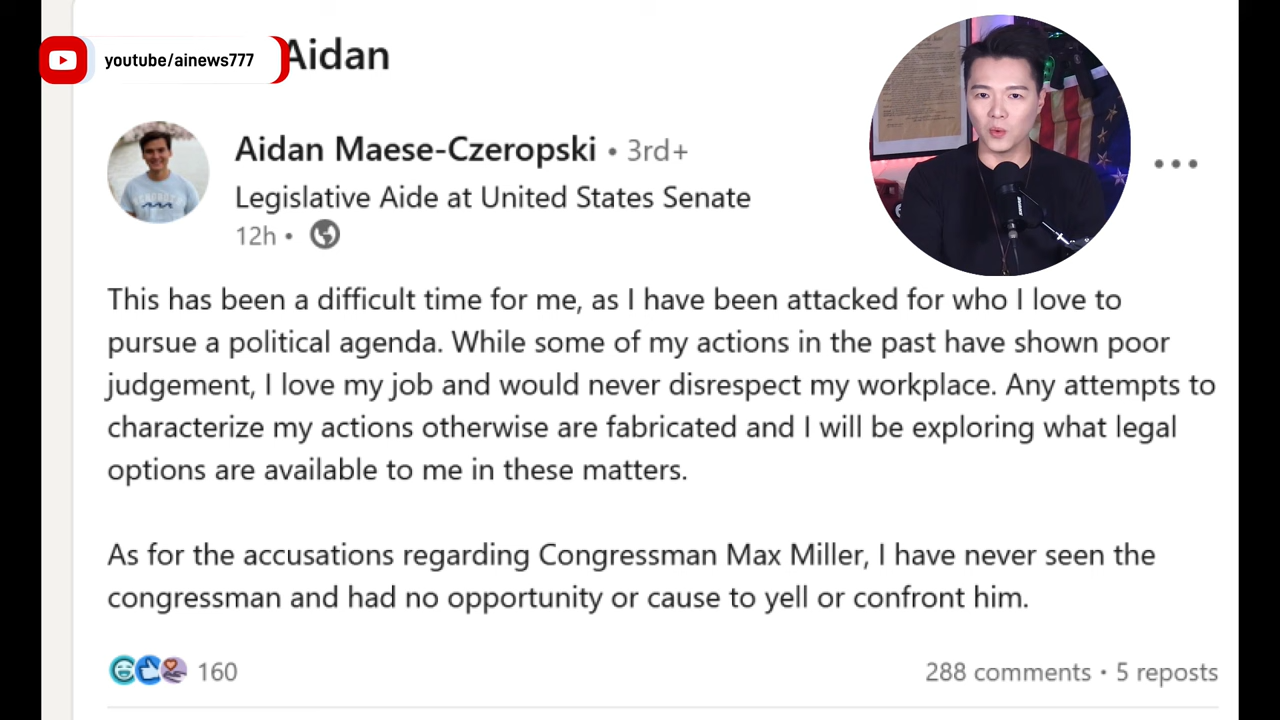 youtube/ainews777
Aidan
Aidan Maese-Czeropski • 3rd+
Legislative Aide at United States Senate
12h •
This has been a difficult time for me, as I have been attacked for who I love to
pursue a political agenda. While some of my actions in the past have shown poor
judgement, I love my job and would never disrespect my workplace. Any attempts to
characterize my actions otherwise are fabricated and I will be exploring what legal
options are available to me in these matters.
As for the accusations regarding Congressman Max Miller, I have never seen the
congressman and had no opportunity or cause to yell or confront him.
160
288 comments • 5 reposts